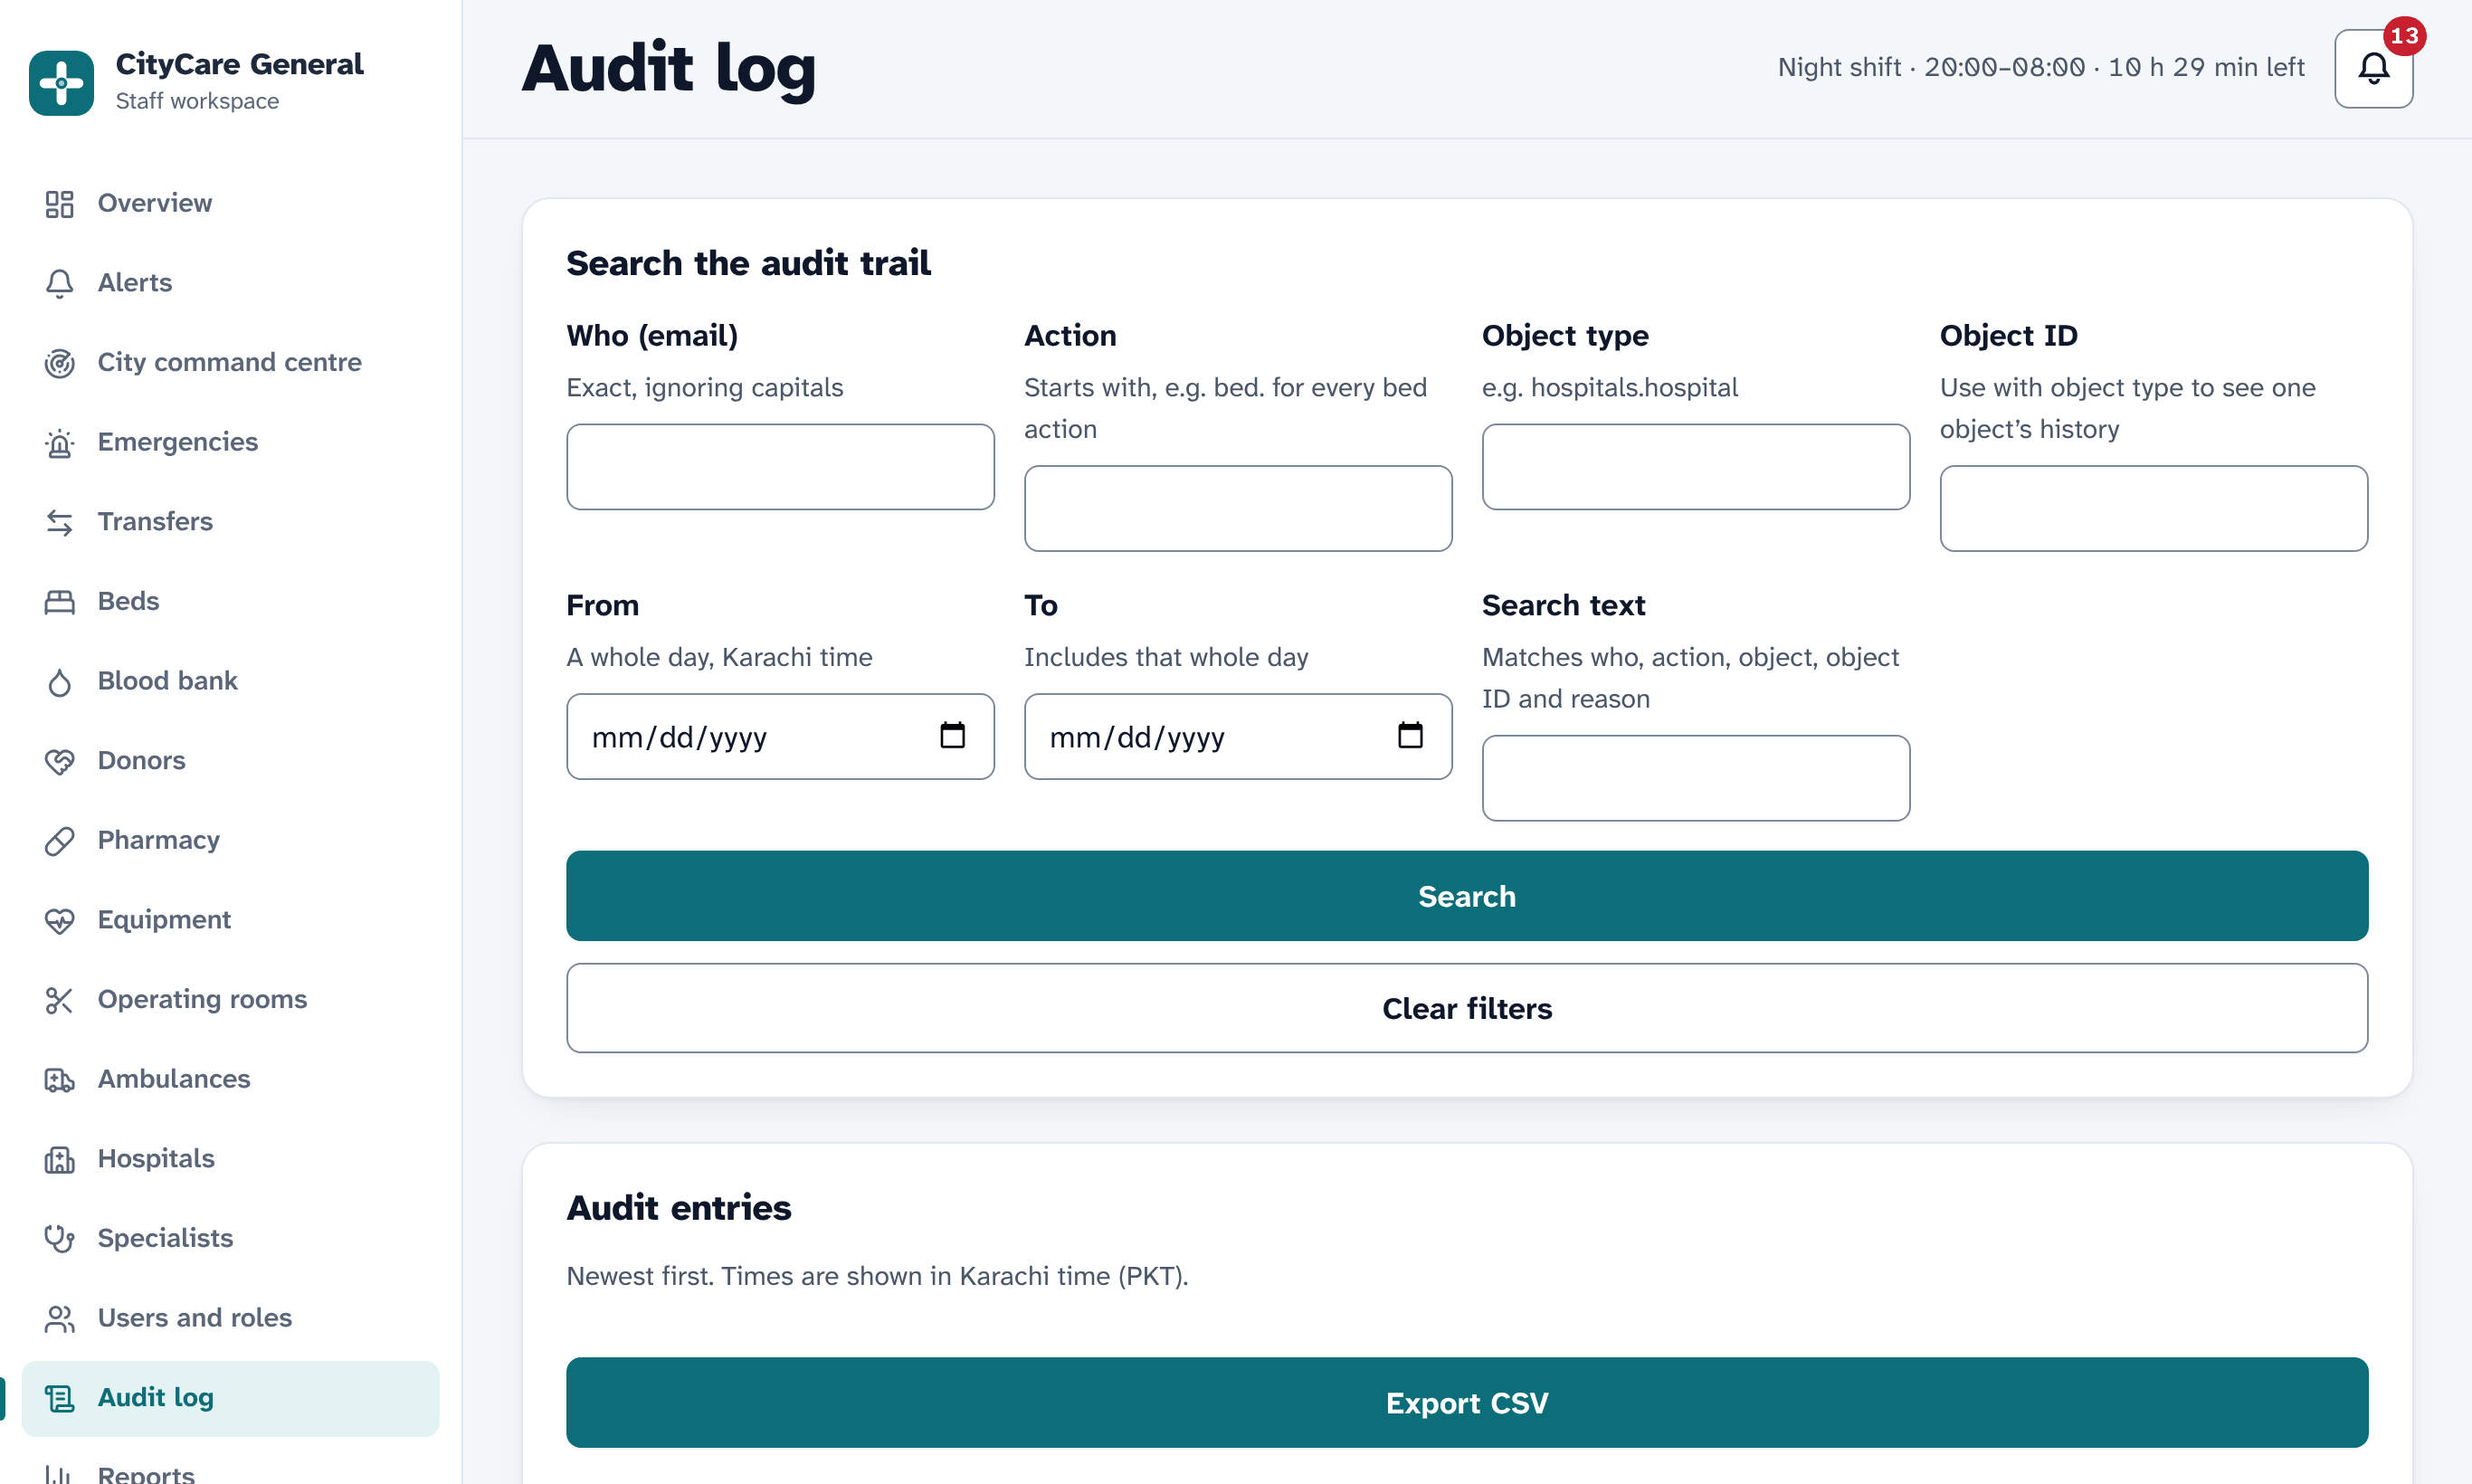 CityCare General
Staff workspace
Overview
Alerts
City command centre
Emergencies
Transfers
Beds
Blood bank
Donors
Pharmacy
Equipment
Operating rooms
Ambulances
Hospitals
Specialists
Users and roles
Audit log
Reports
Audit log
Night shift · 20:00–08:00 · 10 h 29 min left
13
Search the audit trail
Who (email)
Exact, ignoring capitals
Action
Starts with, e.g. bed. for every bed
action
Object type
e.g. hospitals.hospital
Object ID
Use with object type to see one
object’s history
From
A whole day, Karachi time
mm/dd/yyyy
To
Includes that whole day
mm/dd/yyyy
Search text
Matches who, action, object, object
ID and reason
Search
Clear filters
Audit entries
Newest first. Times are shown in Karachi time (PKT).
Export CSV